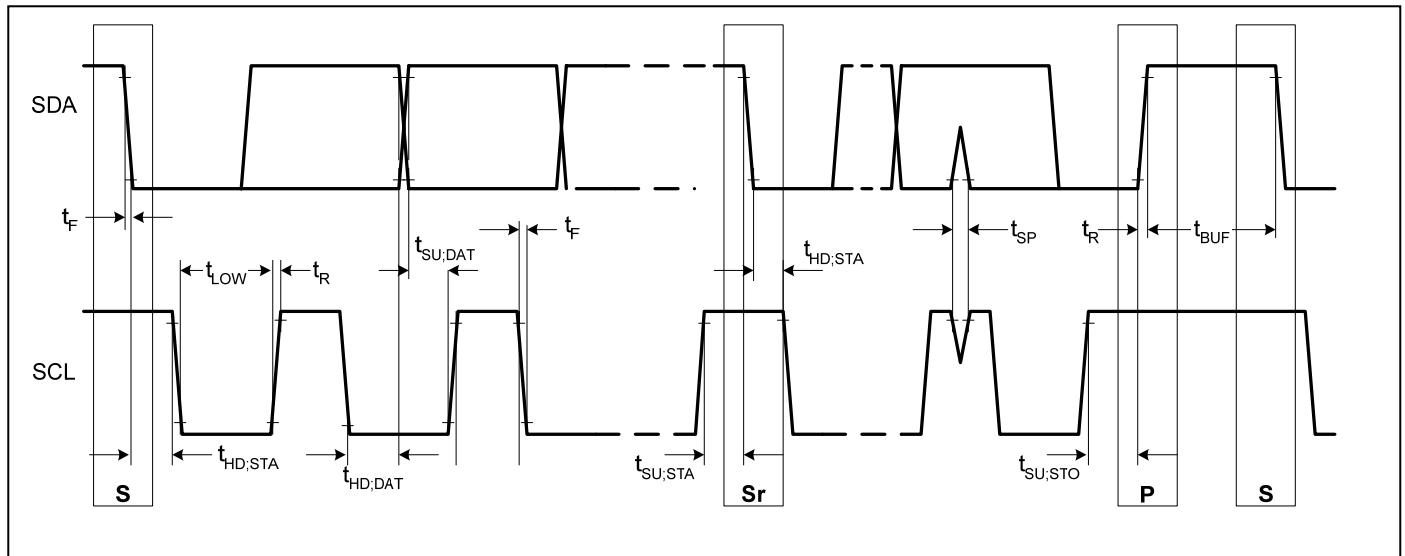 SDA
t_F
t_SU;DAT
t_F
t_SP
t_HD;STA
t_R
t_BUF
t_LOW
t_R
SCL
t_HD;STA
t_HD;DAT
t_SU;STA
t_SU;STO
S
Sr
P
S